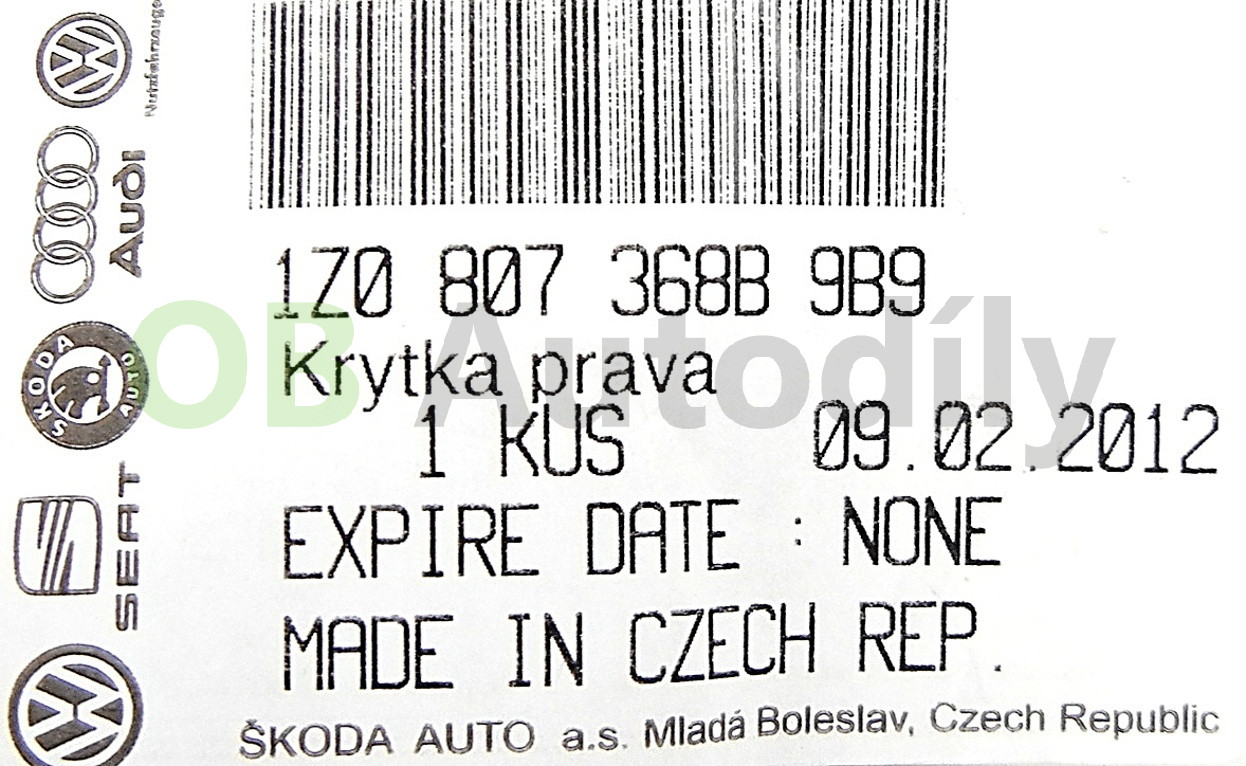 Nutzfahrzeuge
Audi
ŠKODA AUTO
SEAT
1Z0 807 368B 9B9
OB Autodíly
Krytka prava
1 KUS 09.02.2012
EXPIRE DATE : NONE
MADE IN CZECH REP.
ŠKODA AUTO a.s. Mladá Boleslav, Czech Republic